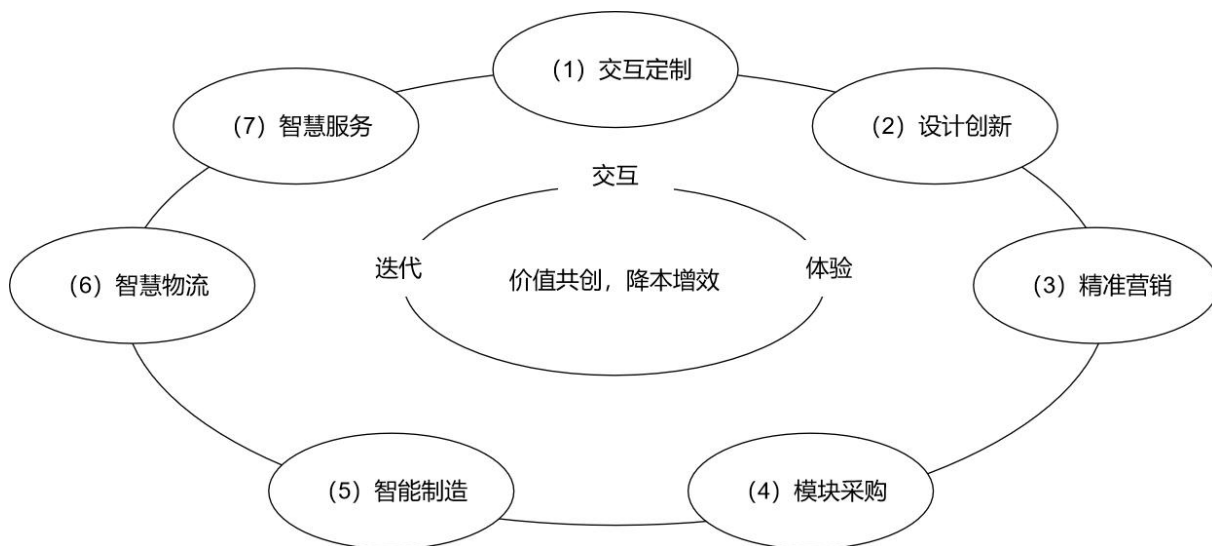 （1）交互定制
（7）智慧服务
（2）设计创新
交互
迭代
价值共创，降本增效
体验
（6）智慧物流
（3）精准营销
（5）智能制造
（4）模块采购